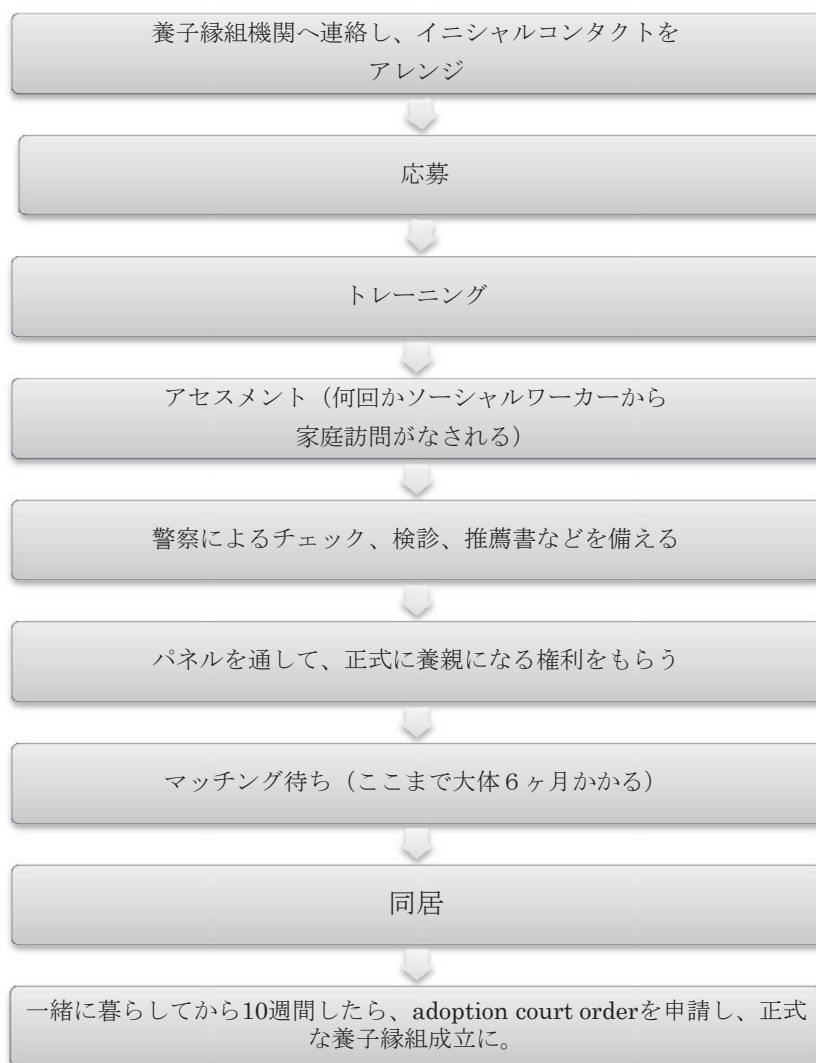 養子縁組機関へ連絡し、イニシャルコンタクトを
アレンジ
応募
トレーニング
アセスメント（何回かソーシャルワーカーから
家庭訪問がなされる）
警察によるチェック、検診、推薦書などを備える
パネルを通して、正式に養親になる権利をもらう
マッチング待ち（ここまで大体６ヶ月かかる）
同居
一緒に暮らしてから10週間したら、adoption court orderを申請し、正式
な養子縁組成立に。